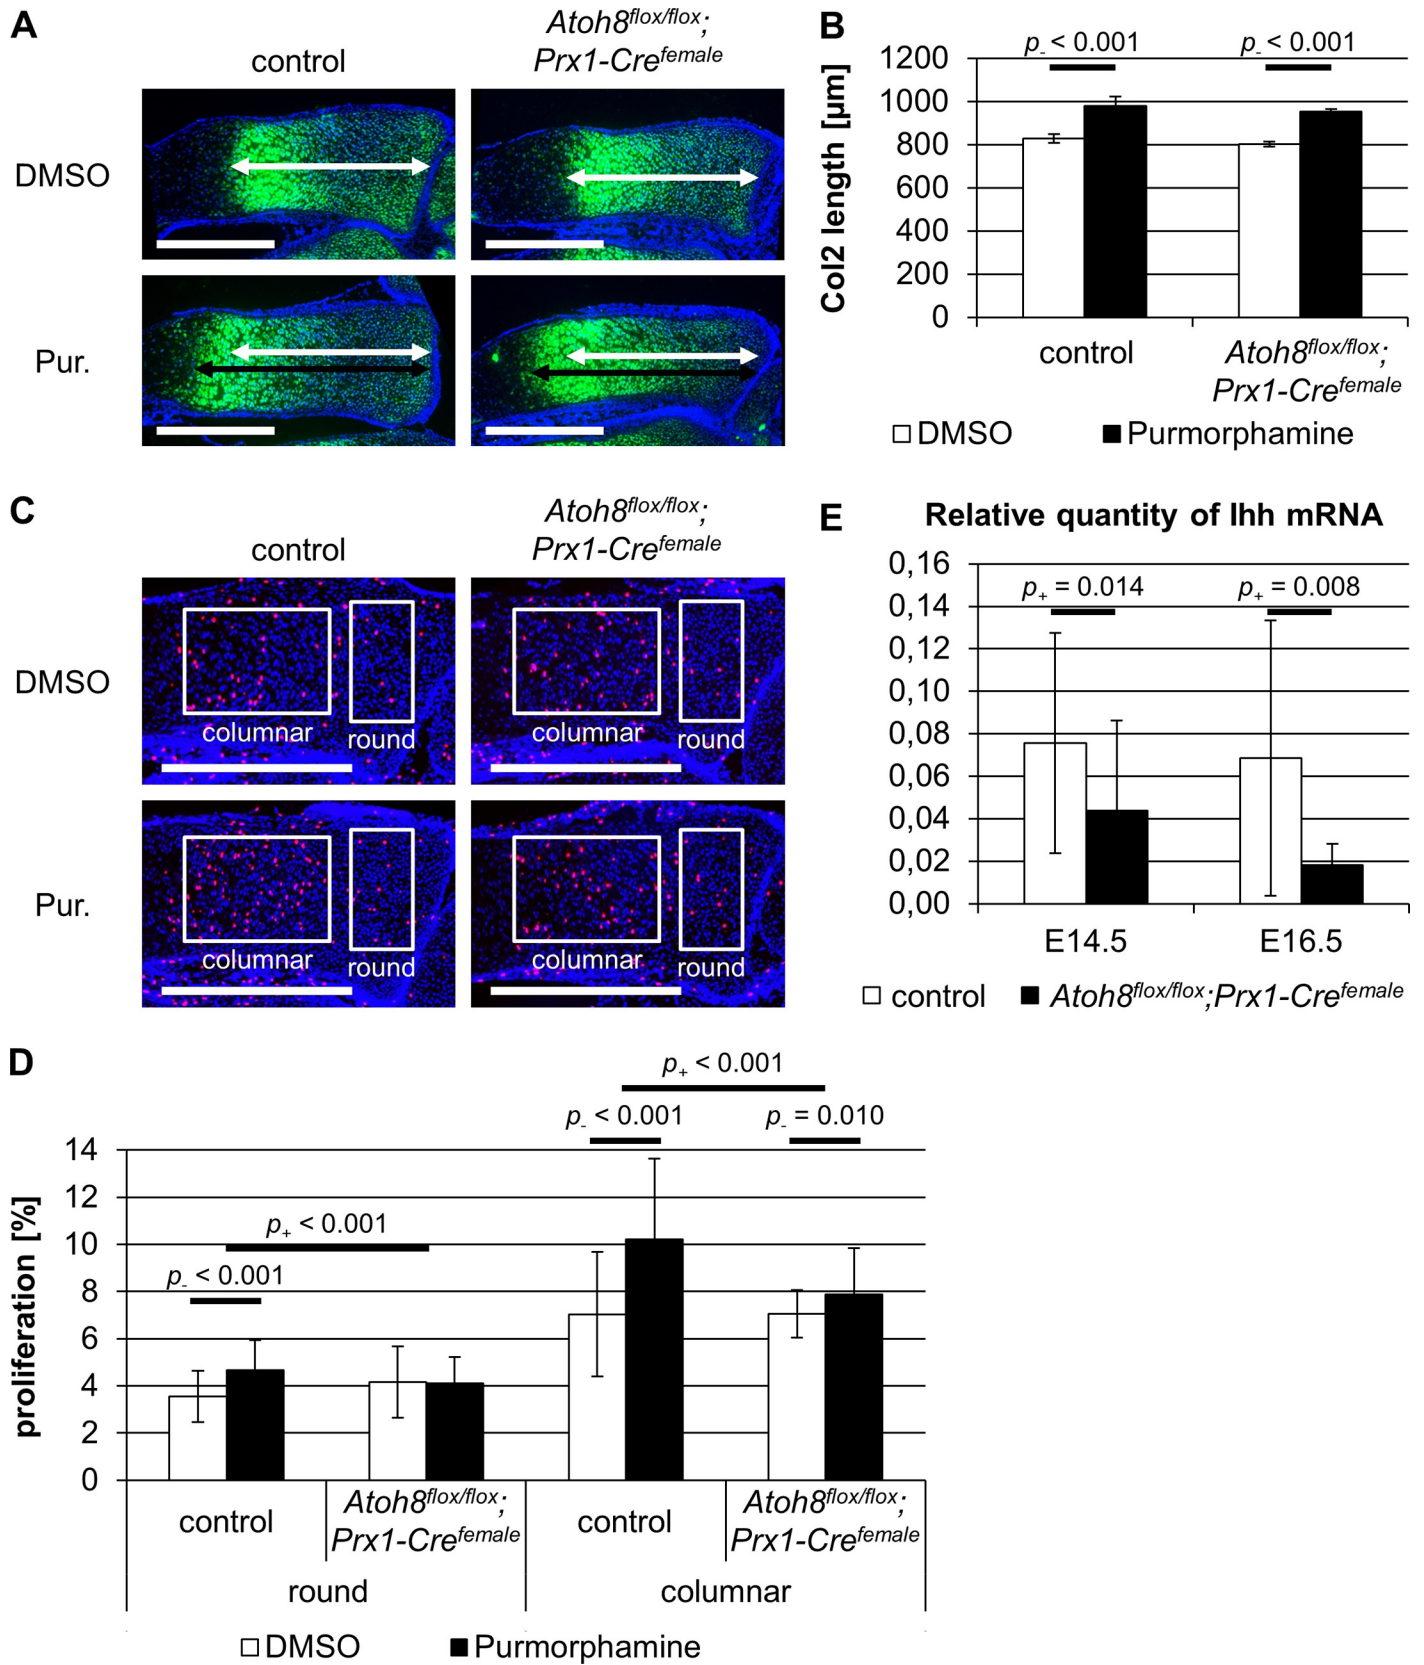 A
control
Atoh8flox/flox;
Prx1-Crefemale
DMSO
Pur.
B
p- < 0.001
p- < 0.001
Col2 length [µm]
1200
1000
800
600
400
200
0
control
Atoh8flox/flox;
Prx1-Crefemale
DMSO
Purmorphamine
C
control
Atoh8flox/flox;
Prx1-Crefemale
DMSO
columnar
round
columnar
round
Pur.
columnar
round
columnar
round
E
Relative quantity of Ihh mRNA
0,16
0,14
0,12
0,10
0,08
0,06
0,04
0,02
0,00
p+ = 0.014
p+ = 0.008
E14.5
E16.5
control
Atoh8flox/flox;Prx1-Crefemale
D
p+ < 0.001
p- < 0.001
p- = 0.010
p+ < 0.001
p- < 0.001
proliferation [%]
14
12
10
8
6
4
2
0
control
Atoh8flox/flox;
Prx1-Crefemale
control
Atoh8flox/flox;
Prx1-Crefemale
round
columnar
DMSO
Purmorphamine